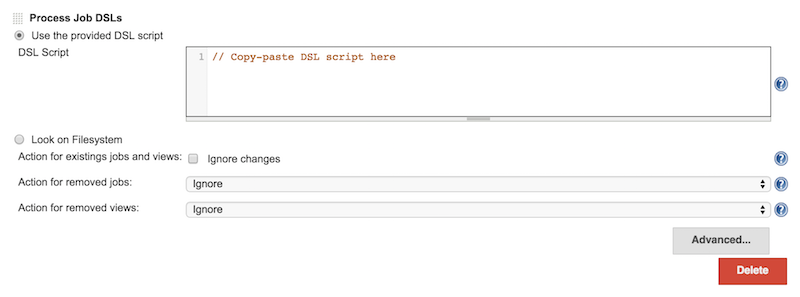 Process Job DSLs
Use the provided DSL script
DSL Script
1 // Copy-paste DSL script here
Look on Filesystem
Action for existings jobs and views: Ignore changes
Action for removed jobs: Ignore
Action for removed views: Ignore
Advanced...
Delete